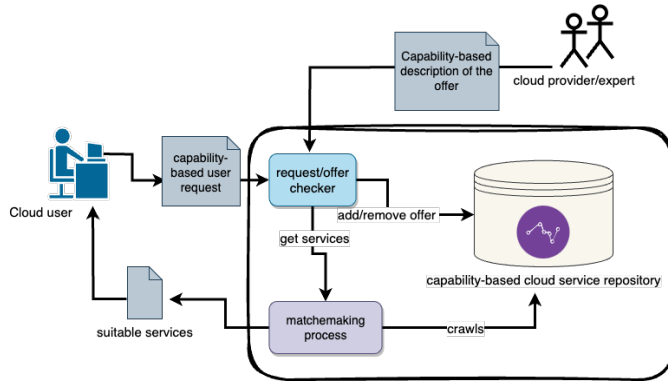 Capability-based
description of the
offer
cloud provider/expert
capability-
based user
request
request/offer
checker
Cloud user
add/remove offer
get services
capability-based cloud service repository
suitable services
matchemaking
process
crawls